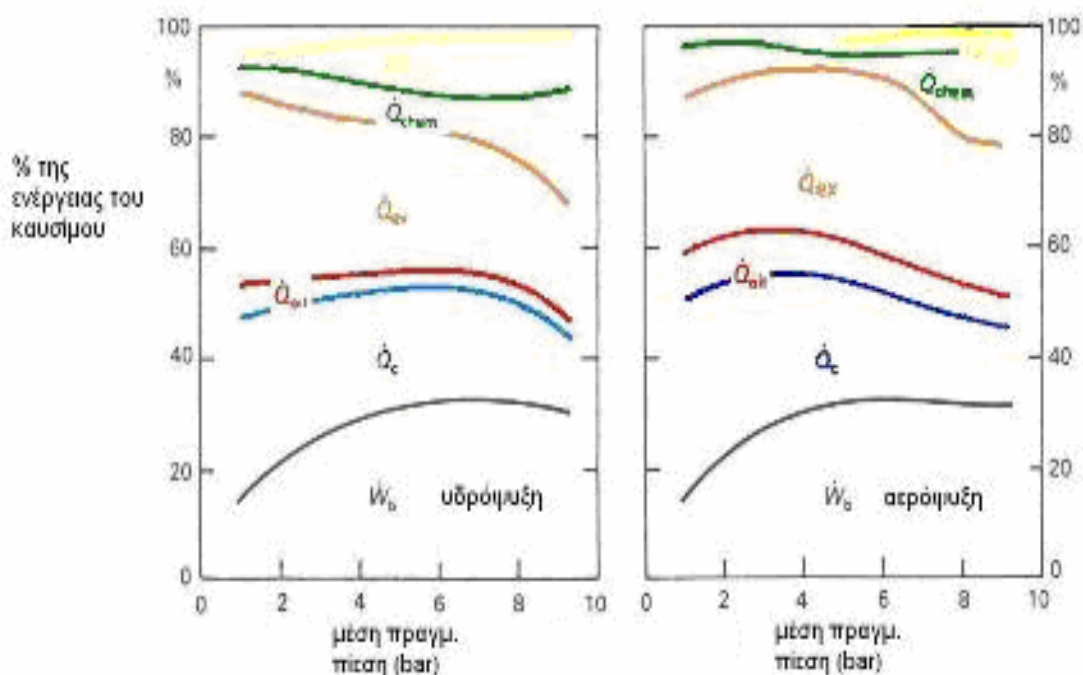 100
%
80
60
40
20
0
% της
ενέργειας του
καυσίμου
Q̇chem
Q̇ex
Q̇oil
Q̇c
Ẇb υδρόψυξη
0 2 4 6 8 10
μέση πραγμ.
πίεση (bar)
100
%
80
60
40
20
0
Q̇chem
Q̇ex
Q̇oil
Q̇c
Ẇb αερόψυξη
0 2 4 6 8 10
μέση πραγμ.
πίεση (bar)